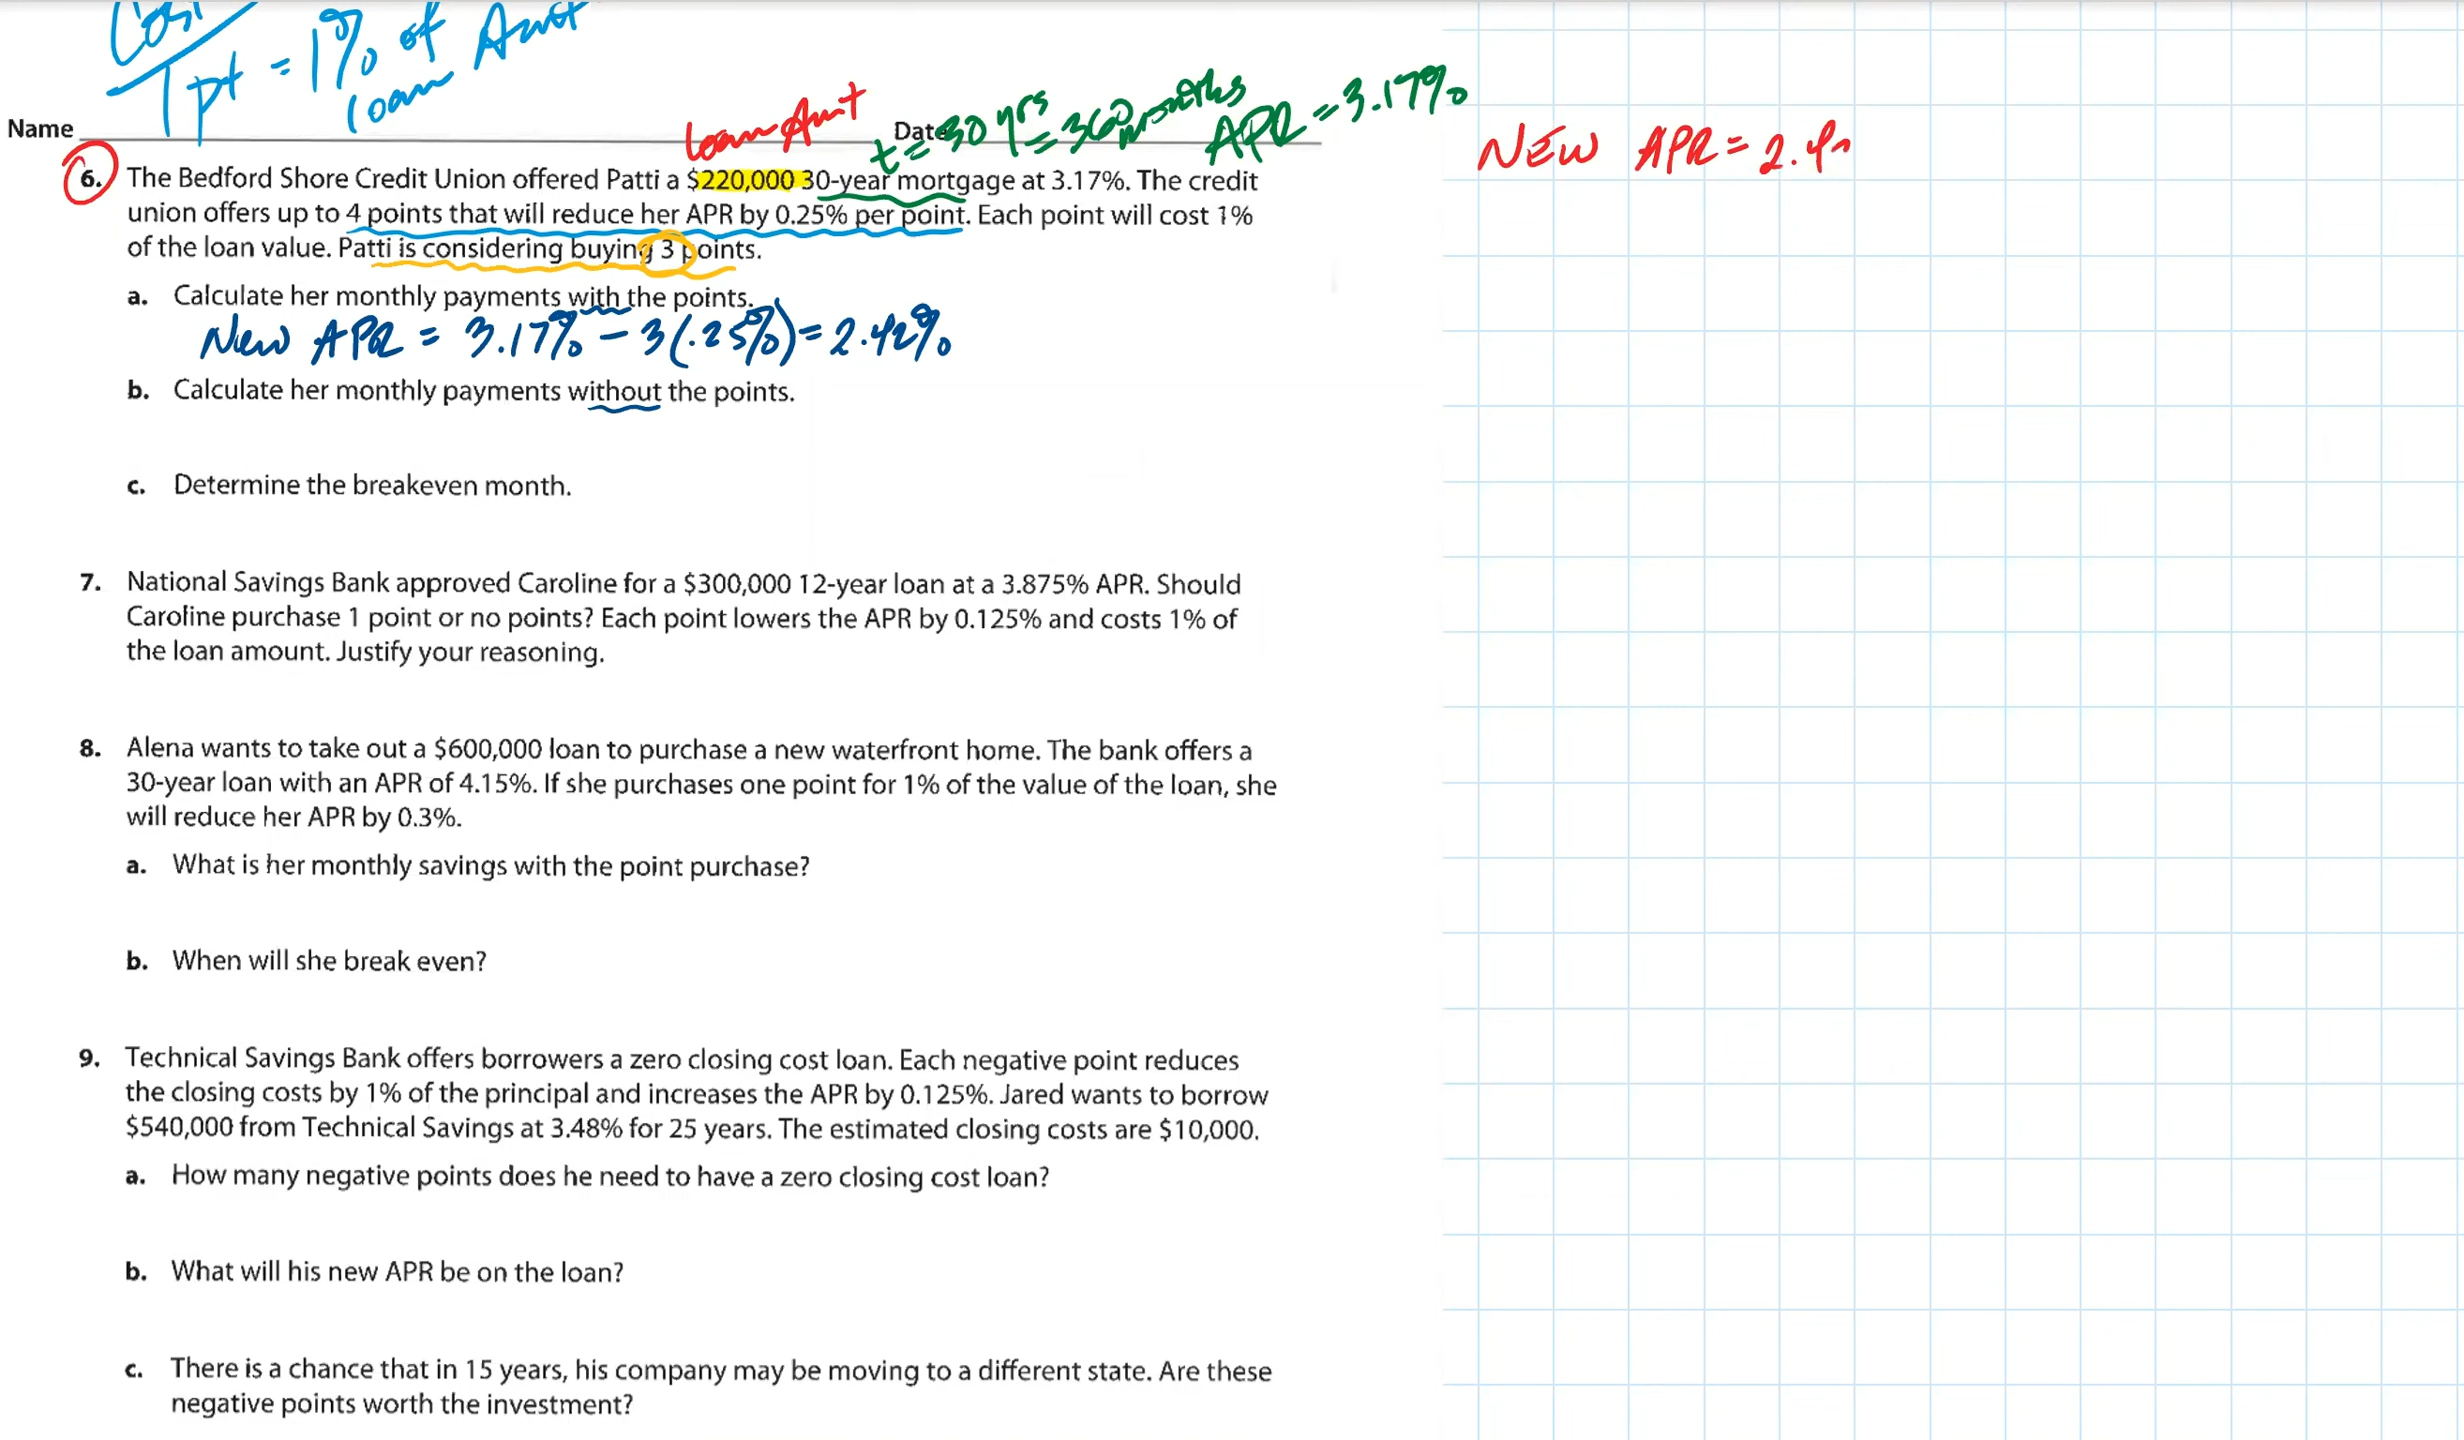 Cost
1 pt = 1% of loan Amt
Name Date
loan Amt t = 30 yrs = 360 months APR = 3.17%
NEW APR = 2.4
6. The Bedford Shore Credit Union offered Patti a $220,000 30-year mortgage at 3.17%. The credit
union offers up to 4 points that will reduce her APR by 0.25% per point. Each point will cost 1%
of the loan value. Patti is considering buying 3 points.
a. Calculate her monthly payments with the points.
New APR = 3.17% - 3(.25%) = 2.42%
b. Calculate her monthly payments without the points.
c. Determine the breakeven month.
7. National Savings Bank approved Caroline for a $300,000 12-year loan at a 3.875% APR. Should
Caroline purchase 1 point or no points? Each point lowers the APR by 0.125% and costs 1% of
the loan amount. Justify your reasoning.
8. Alena wants to take out a $600,000 loan to purchase a new waterfront home. The bank offers a
30-year loan with an APR of 4.15%. If she purchases one point for 1% of the value of the loan, she
will reduce her APR by 0.3%.
a. What is her monthly savings with the point purchase?
b. When will she break even?
9. Technical Savings Bank offers borrowers a zero closing cost loan. Each negative point reduces
the closing costs by 1% of the principal and increases the APR by 0.125%. Jared wants to borrow
$540,000 from Technical Savings at 3.48% for 25 years. The estimated closing costs are $10,000.
a. How many negative points does he need to have a zero closing cost loan?
b. What will his new APR be on the loan?
c. There is a chance that in 15 years, his company may be moving to a different state. Are these
negative points worth the investment?